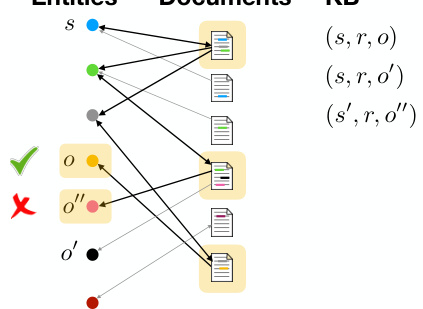 Entities Documents KB
s
(s, r, o)
(s, r, o′)
(s′, r, o″)
o
o″
o′